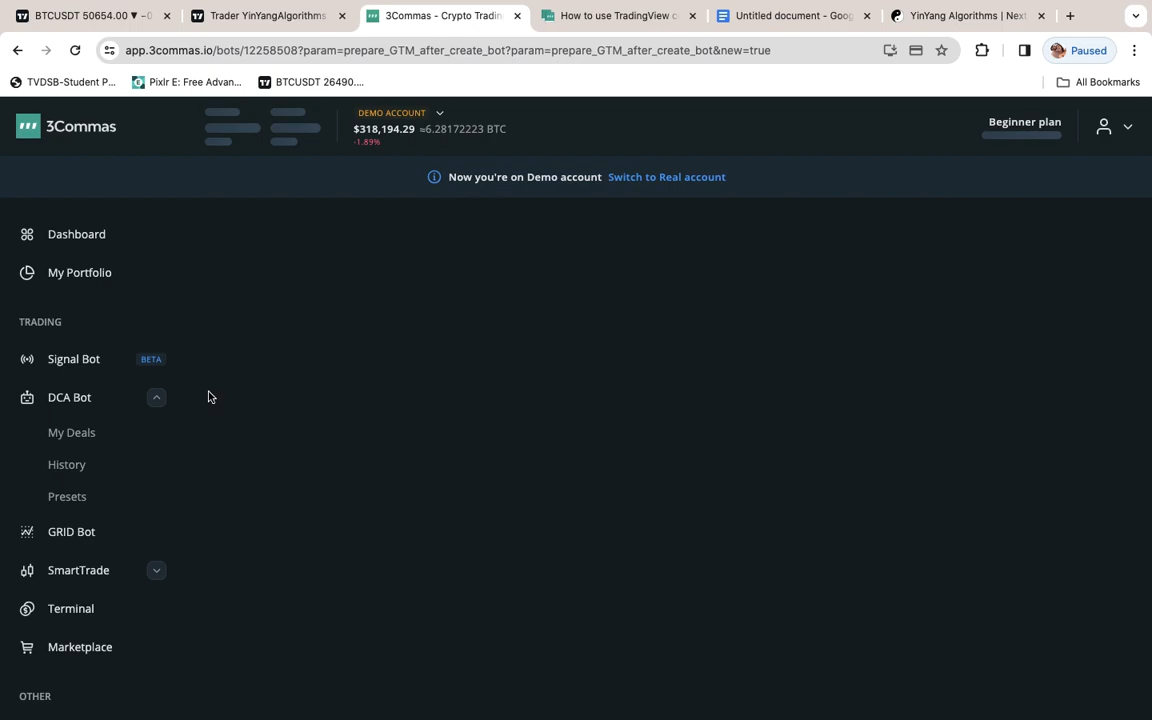 BTCUSDT 50654.00 ▼ −0
Trader YinYangAlgorithms
3Commas - Crypto Tradin
How to use TradingView c
Untitled document - Goog
YinYang Algorithms | Next
app.3commas.io/bots/12258508?param=prepare_GTM_after_create_bot?param=prepare_GTM_after_create_bot&new=true
Paused
TVDSB-Student P...
Pixlr E: Free Advan...
BTCUSDT 26490....
All Bookmarks
3Commas
DEMO ACCOUNT
$318,194.29 ≈6.28172223 BTC
-1.89%
Beginner plan
Now you're on Demo account Switch to Real account
Dashboard
My Portfolio
TRADING
Signal Bot BETA
DCA Bot
My Deals
History
Presets
GRID Bot
SmartTrade
Terminal
Marketplace
OTHER